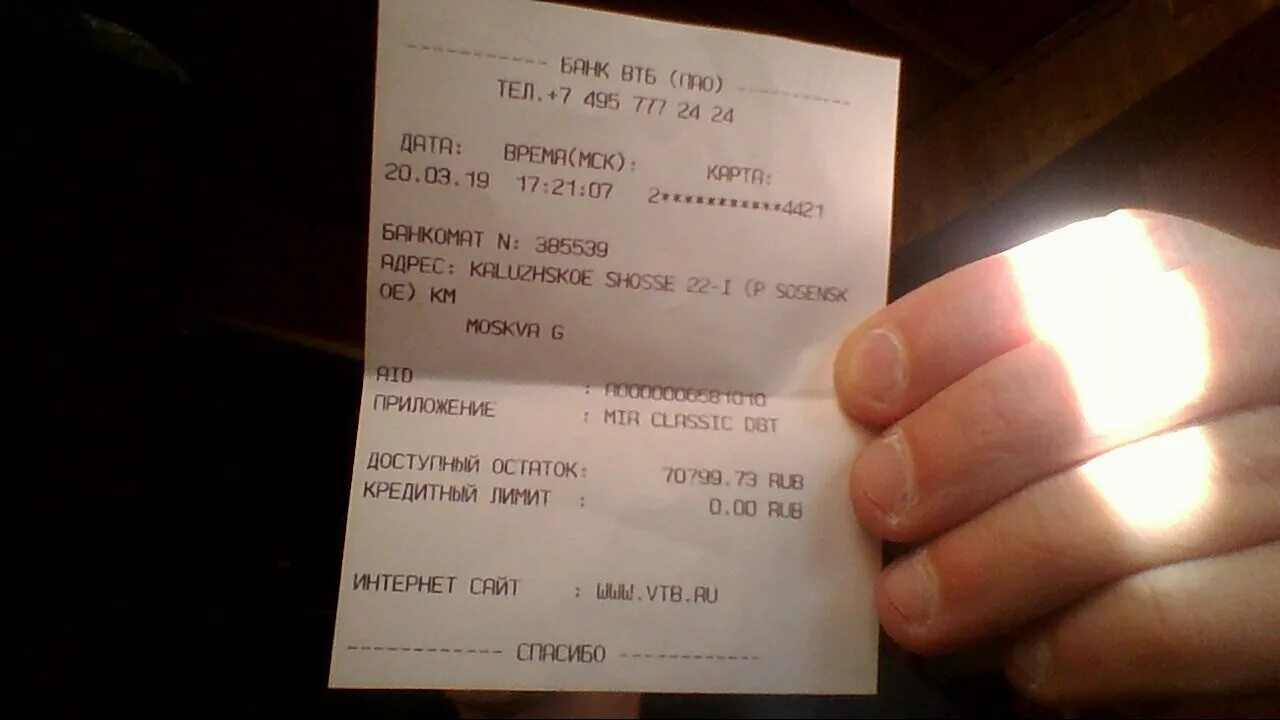 ---------- БАНК ВТБ (ПАО) ----------
ТЕЛ.+7 495 777 24 24
ДАТА: ВРЕМЯ(МСК): КАРТА:
20.03.19 17:21:07 2***********4421
БАНКОМАТ N: 385539
АДРЕС: KALUZHSKOE SHOSSE 22-I (P SOSENSK
OE) KM
MOSKVA G
AID : A0000006581010
ПРИЛОЖЕНИЕ : MIR CLASSIC DBT
ДОСТУПНЫЙ ОСТАТОК: 70799.73 RUB
КРЕДИТНЫЙ ЛИМИТ : 0.00 RUB
ИНТЕРНЕТ САЙТ : WWW.VTB.RU
------------ СПАСИБО ------------